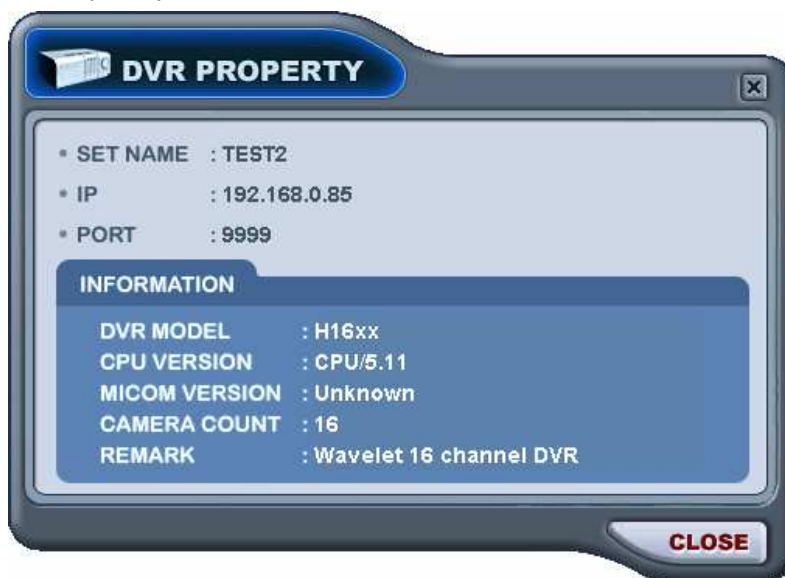 DVR PROPERTY
SET NAME : TEST2
IP : 192.168.0.85
PORT : 9999
INFORMATION
DVR MODEL : H16xx
CPU VERSION : CPU/5.11
MICOM VERSION : Unknown
CAMERA COUNT : 16
REMARK : Wavelet 16 channel DVR
CLOSE